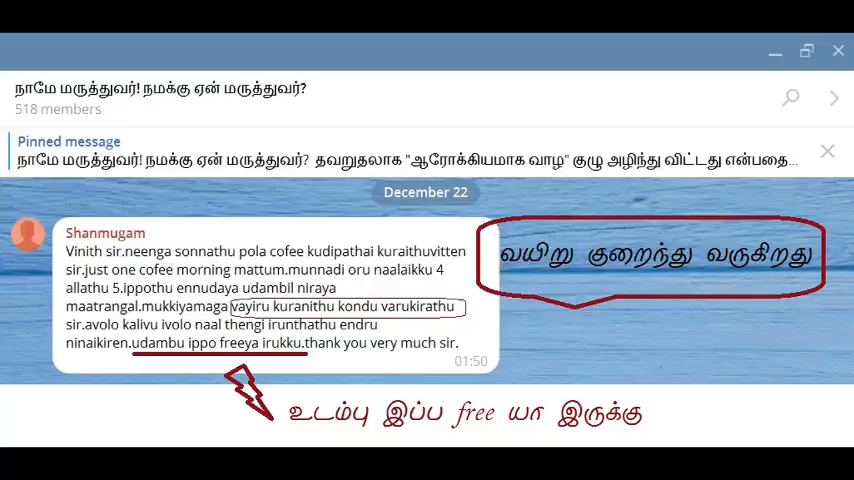 நாமே மருத்துவர்! நமக்கு ஏன் மருத்துவர்?
518 members
Pinned message
நாமே மருத்துவர்! நமக்கு ஏன் மருத்துவர்? தவறுதலாக "ஆரோக்கியமாக வாழ" குழு அழிந்து விட்டது என்பதை...
December 22
Shanmugam
Vinith sir.neenga sonnathu pola cofee kudipathai kuraithuvitten
sir.just one cofee morning mattum.munnadi oru naalaikku 4
allathu 5.ippothu ennudaya udambil niraya
maatrangal.mukkiyamaga vayiru kuranithu kondu varukirathu
sir.avolo kalivu ivolo naal thengi irunthathu endru
ninaikiren.udambu ippo freeya irukku.thank you very much sir.
01:50
வயிறு குறைந்து வருகிறது
உடம்பு இப்ப free யா இருக்கு